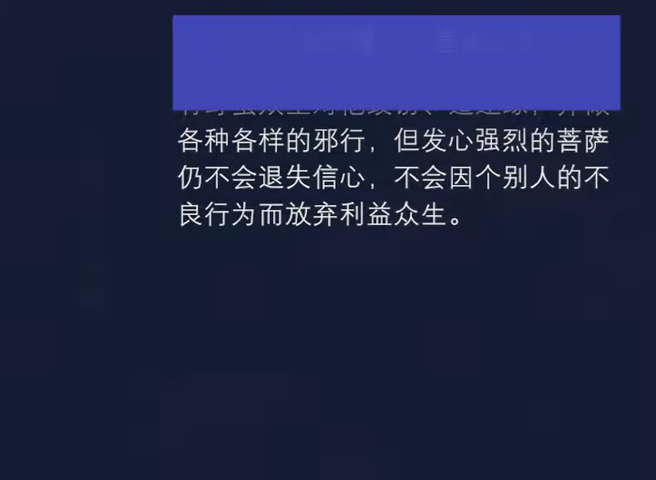 各种各样的邪行，但发心强烈的菩萨
仍不会退失信心，不会因个别人的不
良行为而放弃利益众生。